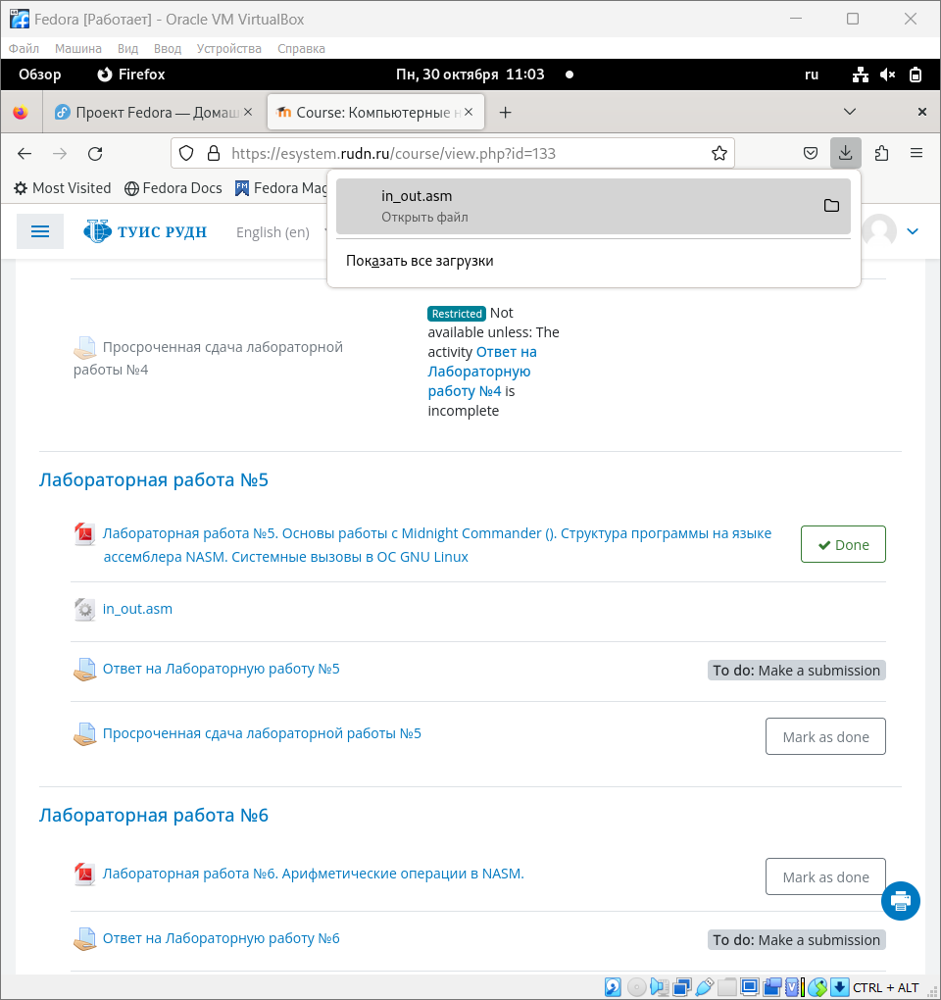 Fedora [Работает] - Oracle VM VirtualBox
Файл Машина Вид Ввод Устройства Справка
Обзор Firefox Пн, 30 октября 11:03 ru
Проект Fedora — Домаш Course: Компьютерные н
https://esystem.rudn.ru/course/view.php?id=133
Most Visited Fedora Docs Fedora Mag
in_out.asm
Открыть файл
Показать все загрузки
ТУИС РУДН English (en)
Restricted Not
available unless: The
activity Ответ на
Лабораторную
работу №4 is
incomplete
Просроченная сдача лабораторной
работы №4
Лабораторная работа №5
Лабораторная работа №5. Основы работы с Midnight Commander (). Структура программы на языке
ассемблера NASM. Системные вызовы в ОС GNU Linux
Done
in_out.asm
Ответ на Лабораторную работу №5
To do: Make a submission
Просроченная сдача лабораторной работы №5
Mark as done
Лабораторная работа №6
Лабораторная работа №6. Арифметические операции в NASM.
Mark as done
Ответ на Лабораторную работу №6
To do: Make a submission
CTRL + ALT